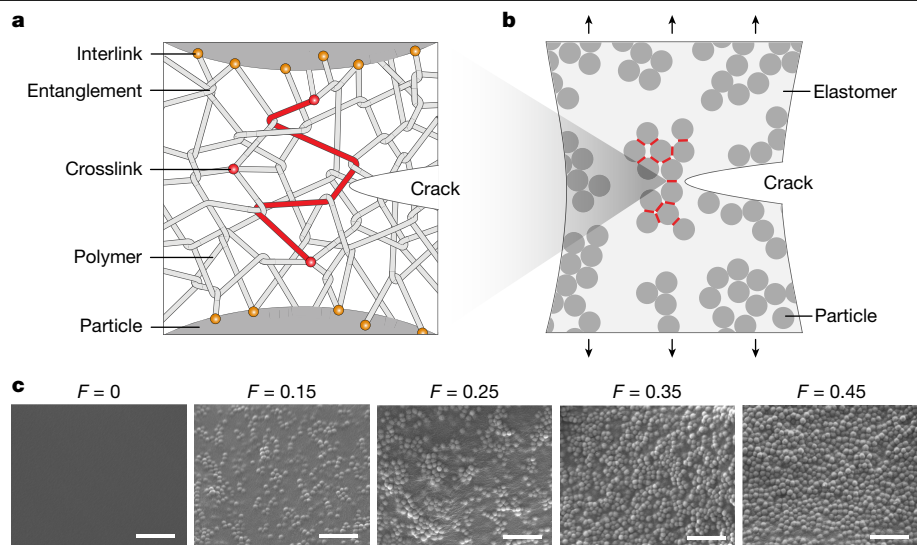 a
Interlink
Entanglement
Crosslink
Polymer
Particle
Crack
b
Elastomer
Crack
Particle
c
F = 0
F = 0.15
F = 0.25
F = 0.35
F = 0.45